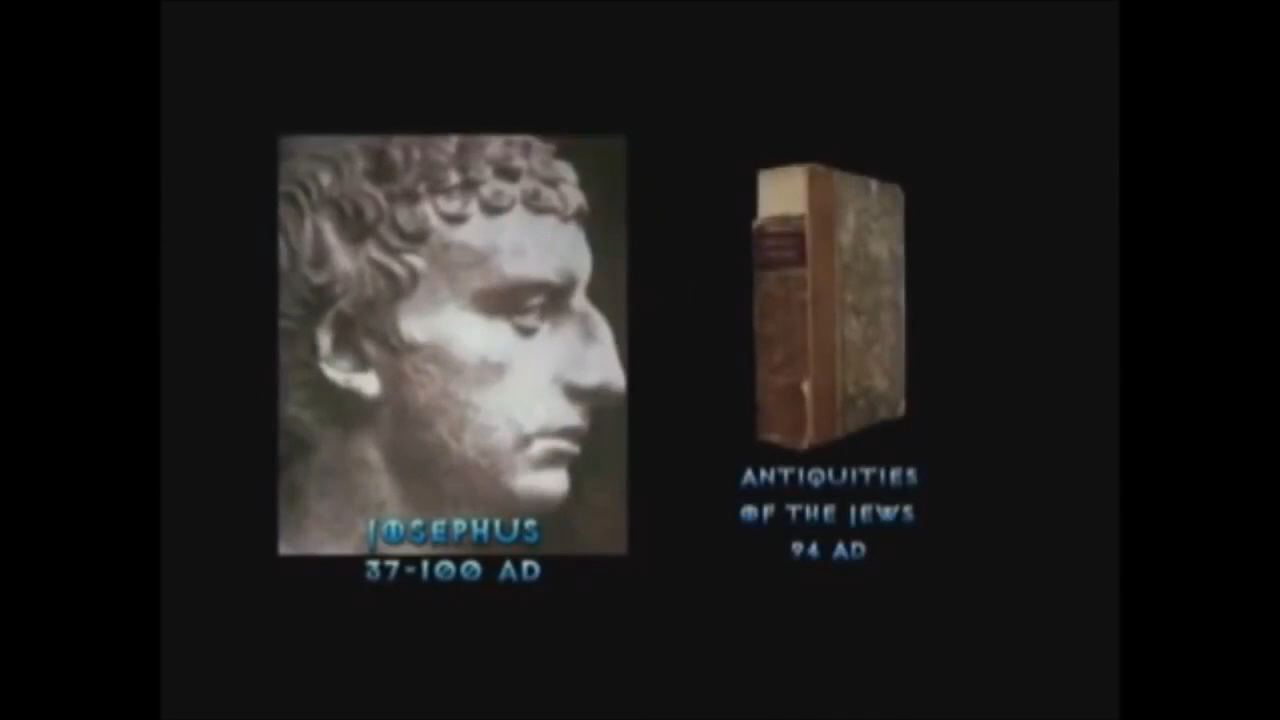 JOSEPHUS
37-100 AD
ANTIQUITIES
OF THE JEWS
94 AD